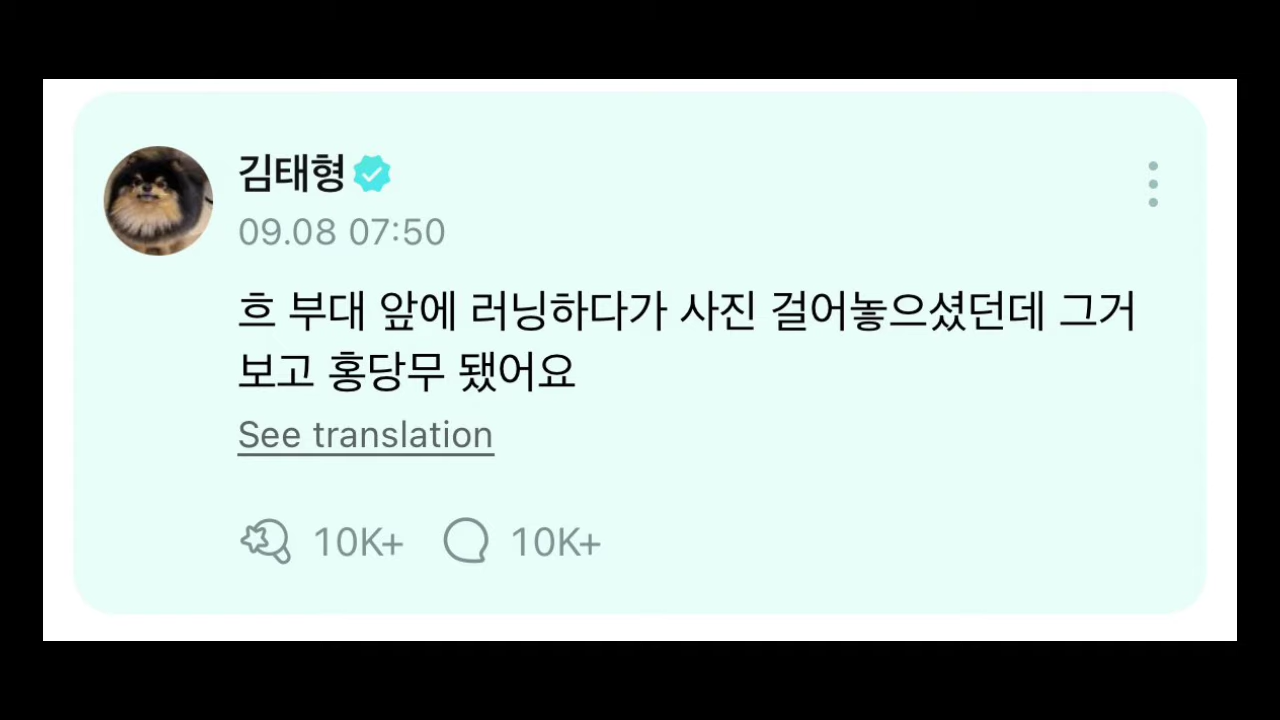 김태형
09.08 07:50
흐 부대 앞에 러닝하다가 사진 걸어놓으셨던데 그거
보고 홍당무 됐어요
See translation
10K+ 10K+